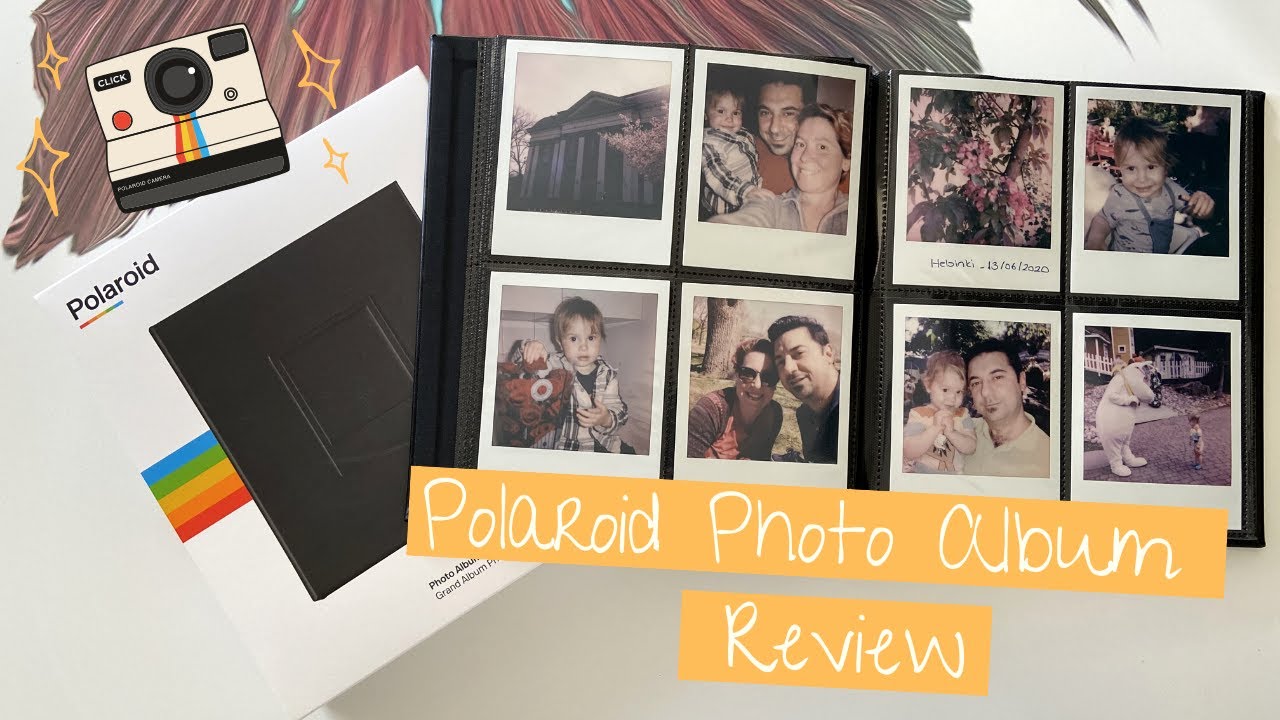 CLICK
POLAROID CAMERA
Polaroid
Photo Album
Grand Album
Helsinki - 13/06/2020
Polaroid Photo Album
Review